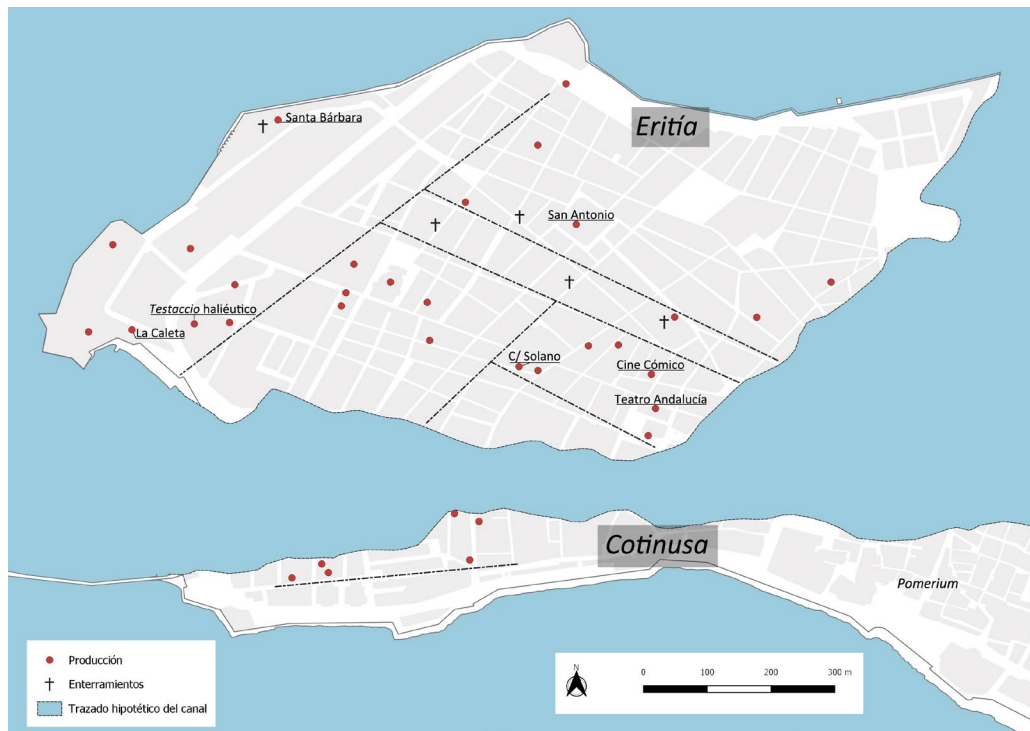 Eritía
Santa Bárbara
San Antonio
Testaccio haliéutico
La Caleta
C/ Solano
Cine Cómico
Teatro Andalucía
Cotinusa
Pomerium
Producción
Enterramientos
Trazado hipotético del canal
N
0 100 200 300 m